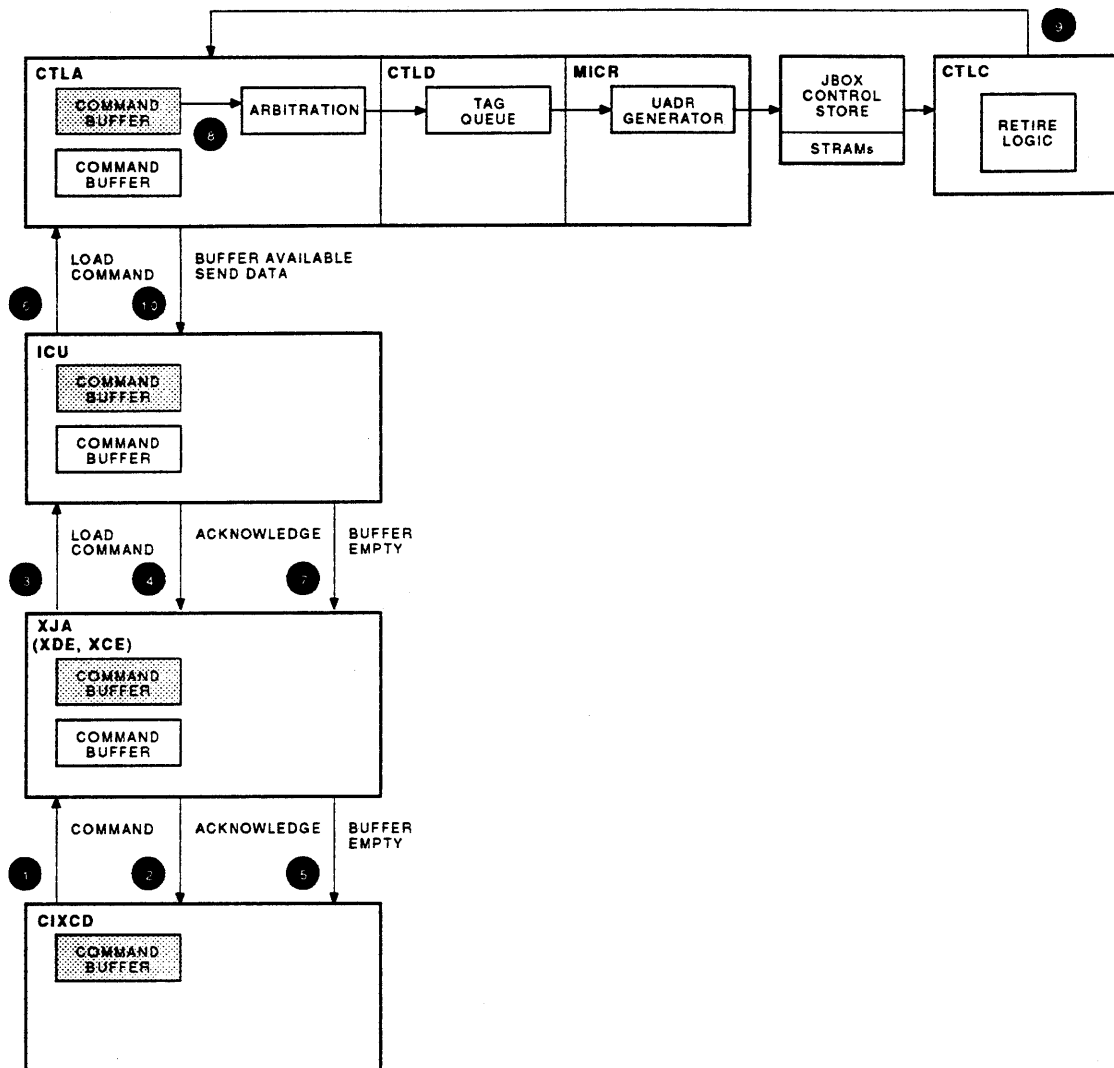 9
CTLA
COMMAND
BUFFER
8
ARBITRATION
COMMAND
BUFFER
CTLD
TAG
QUEUE
MICR
UADR
GENERATOR
JBOX
CONTROL
STORE
STRAMs
CTLC
RETIRE
LOGIC
LOAD
COMMAND
6
BUFFER AVAILABLE
SEND DATA
10
ICU
COMMAND
BUFFER
COMMAND
BUFFER
LOAD
COMMAND
3
ACKNOWLEDGE
4
BUFFER
EMPTY
7
XJA
(XDE, XCE)
COMMAND
BUFFER
COMMAND
BUFFER
COMMAND
1
ACKNOWLEDGE
2
BUFFER
EMPTY
5
CIXCD
COMMAND
BUFFER